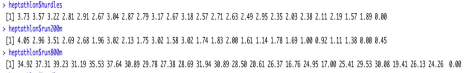 > heptathlon$hurdles
[1] 3.73 3.57 3.22 2.81 2.91 2.67 3.04 2.87 2.79 3.17 2.67 3.18 2.57 2.71 2.63 2.49 2.95 2.35 2.03 2.38 2.11 2.19 1.57 1.89 0.00
> heptathlon$run200m
[1] 4.05 2.96 3.51 2.69 2.68 1.96 3.02 2.13 1.75 3.02 1.58 3.02 1.74 1.83 2.00 1.61 1.14 1.78 1.69 1.00 0.92 1.11 1.38 0.00 0.45
> heptathlon$run800m
[1] 34.92 37.31 39.23 31.19 35.53 37.64 30.89 29.78 27.38 28.69 31.94 30.89 28.50 20.61 26.37 16.76 24.95 17.00 25.41 29.53 30.08 19.41 26.13 24.26 0.00